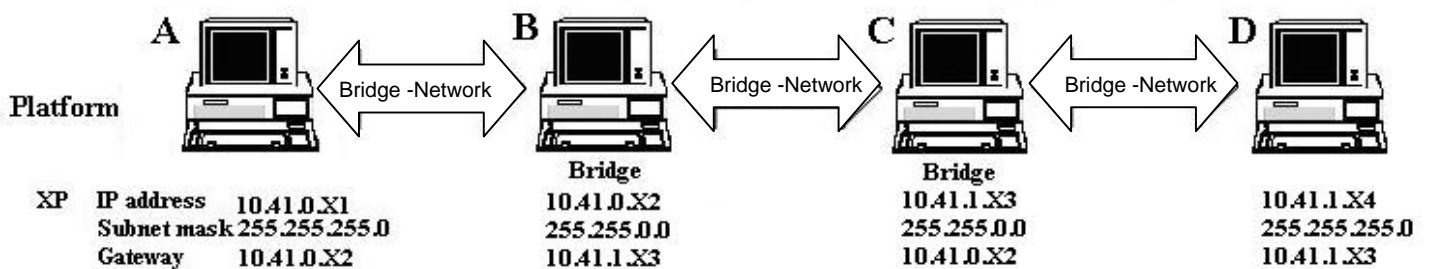 A B C D
Bridge -Network Bridge -Network Bridge -Network
Platform
Bridge Bridge
XP IP address 10.41.0.X1 10.41.0.X2 10.41.1.X3 10.41.1.X4
Subnet mask 255.255.255.0 255.255.0.0 255.255.0.0 255.255.255.0
Gateway 10.41.0.X2 10.41.1.X3 10.41.0.X2 10.41.1.X3